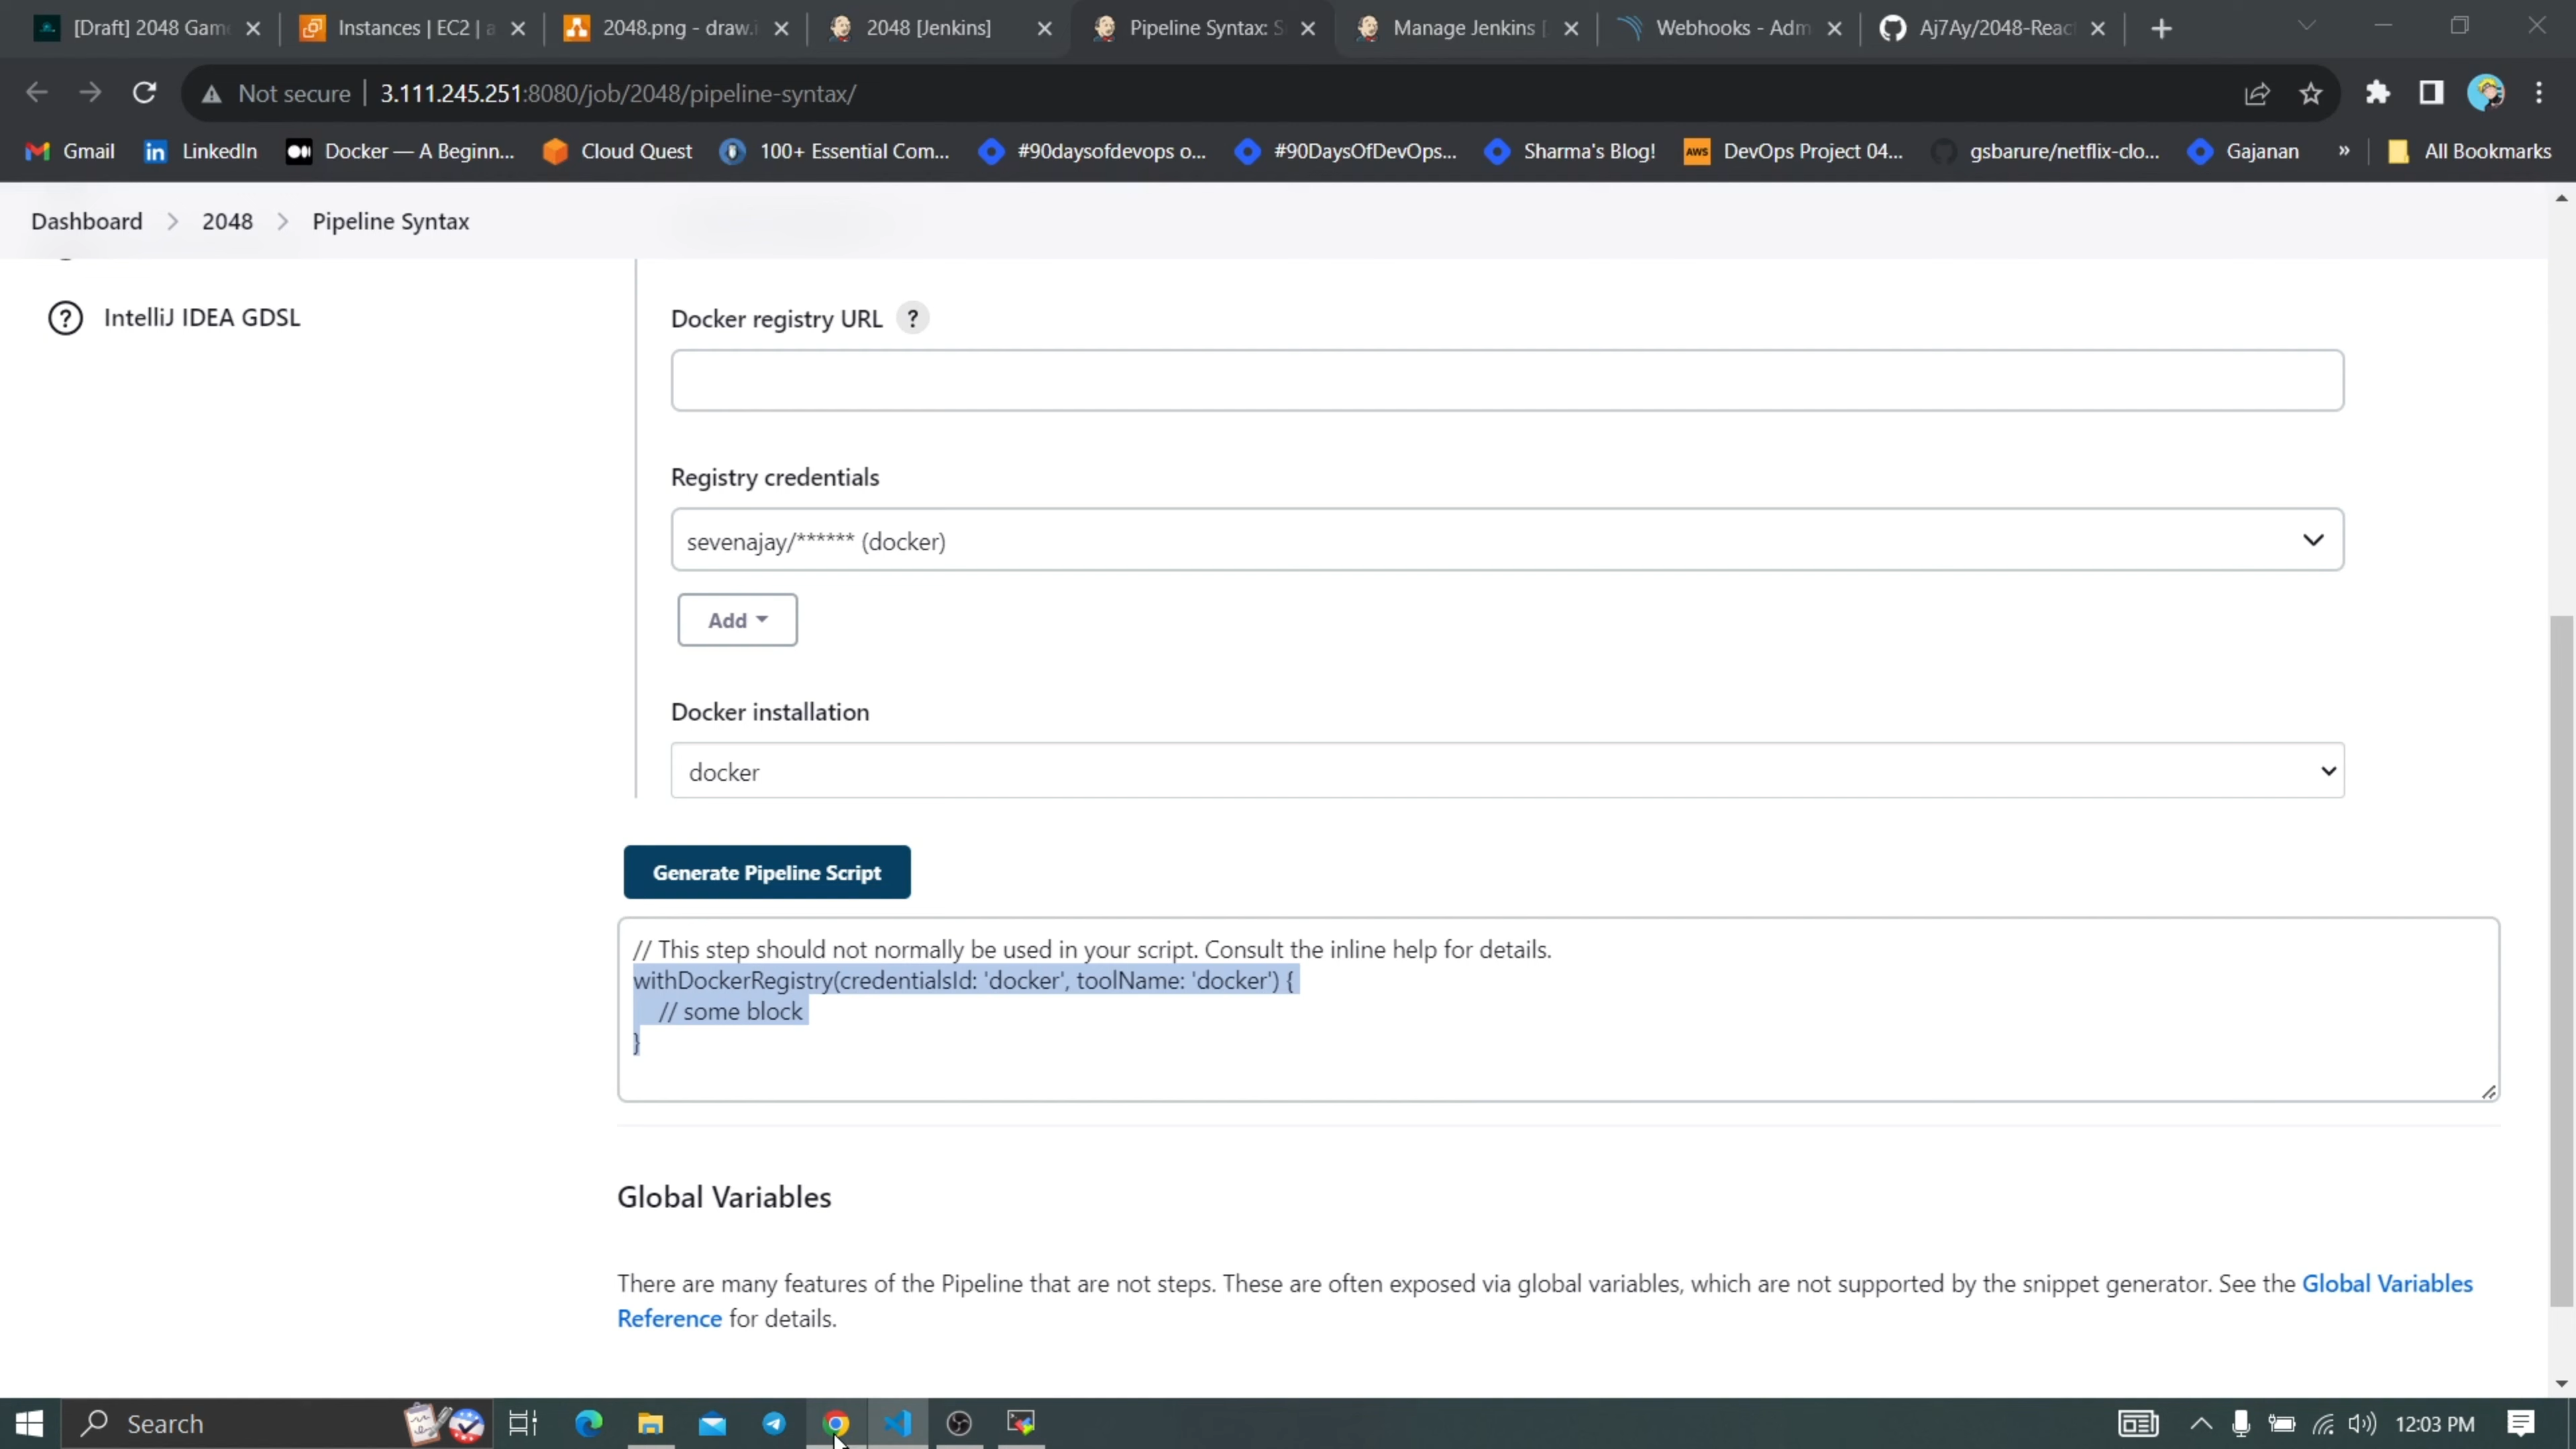 [Draft] 2048 Gam
Instances | EC2 | a
2048.png - draw.i
2048 [Jenkins]
Pipeline Syntax: S
Manage Jenkins [
Webhooks - Adm
Aj7Ay/2048-Reac
Not secure
3.111.245.251:8080/job/2048/pipeline-syntax/
Gmail
LinkedIn
Docker — A Beginn...
Cloud Quest
100+ Essential Com...
#90daysofdevops o...
#90DaysOfDevOps...
Sharma's Blog!
aws
DevOps Project 04...
gsbarure/netflix-clo...
Gajanan
»
All Bookmarks
Dashboard > 2048 > Pipeline Syntax
? IntelliJ IDEA GDSL
Docker registry URL ?
Registry credentials
sevenajay/****** (docker)
Add
Docker installation
docker
Generate Pipeline Script
// This step should not normally be used in your script. Consult the inline help for details.
withDockerRegistry(credentialsId: 'docker', toolName: 'docker') {
// some block
}
Global Variables
There are many features of the Pipeline that are not steps. These are often exposed via global variables, which are not supported by the snippet generator. See the Global Variables
Reference for details.
Search
12:03 PM